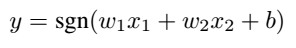 y = sgn(w₁x₁ + w₂x₂ + b)